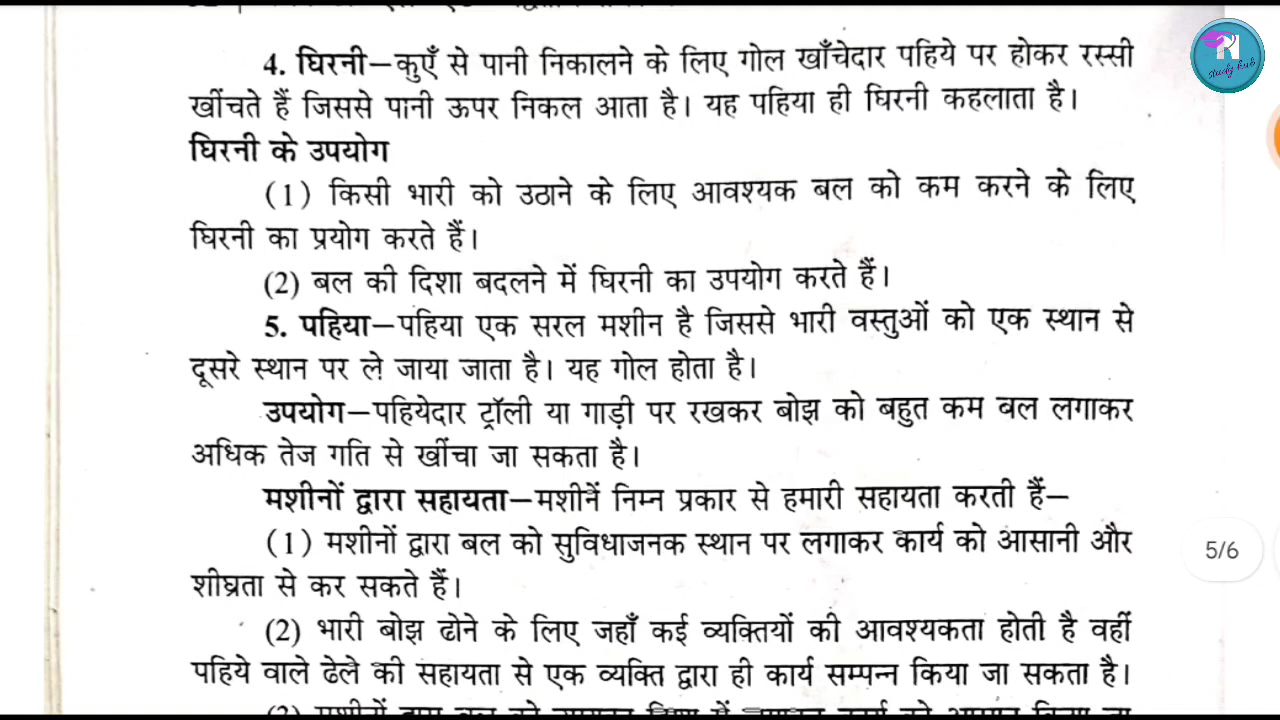 4. घिरनी—कुएँ से पानी निकालने के लिए गोल खाँचेदार पहिये पर होकर रस्सी
खींचते हैं जिससे पानी ऊपर निकल आता है। यह पहिया ही घिरनी कहलाता है।
घिरनी के उपयोग
(1) किसी भारी को उठाने के लिए आवश्यक बल को कम करने के लिए
घिरनी का प्रयोग करते हैं।
(2) बल की दिशा बदलने में घिरनी का उपयोग करते हैं।
5. पहिया—पहिया एक सरल मशीन है जिससे भारी वस्तुओं को एक स्थान से
दूसरे स्थान पर ले जाया जाता है। यह गोल होता है।
उपयोग—पहियेदार ट्रॉली या गाड़ी पर रखकर बोझ को बहुत कम बल लगाकर
अधिक तेज गति से खींचा जा सकता है।
मशीनों द्वारा सहायता—मशीनें निम्न प्रकार से हमारी सहायता करती हैं—
(1) मशीनों द्वारा बल को सुविधाजनक स्थान पर लगाकर कार्य को आसानी और
शीघ्रता से कर सकते हैं।
(2) भारी बोझ ढोने के लिए जहाँ कई व्यक्तियों की आवश्यकता होती है वहीं
पहिये वाले ढेले की सहायता से एक व्यक्ति द्वारा ही कार्य सम्पन्न किया जा सकता है।
study hub
5/6